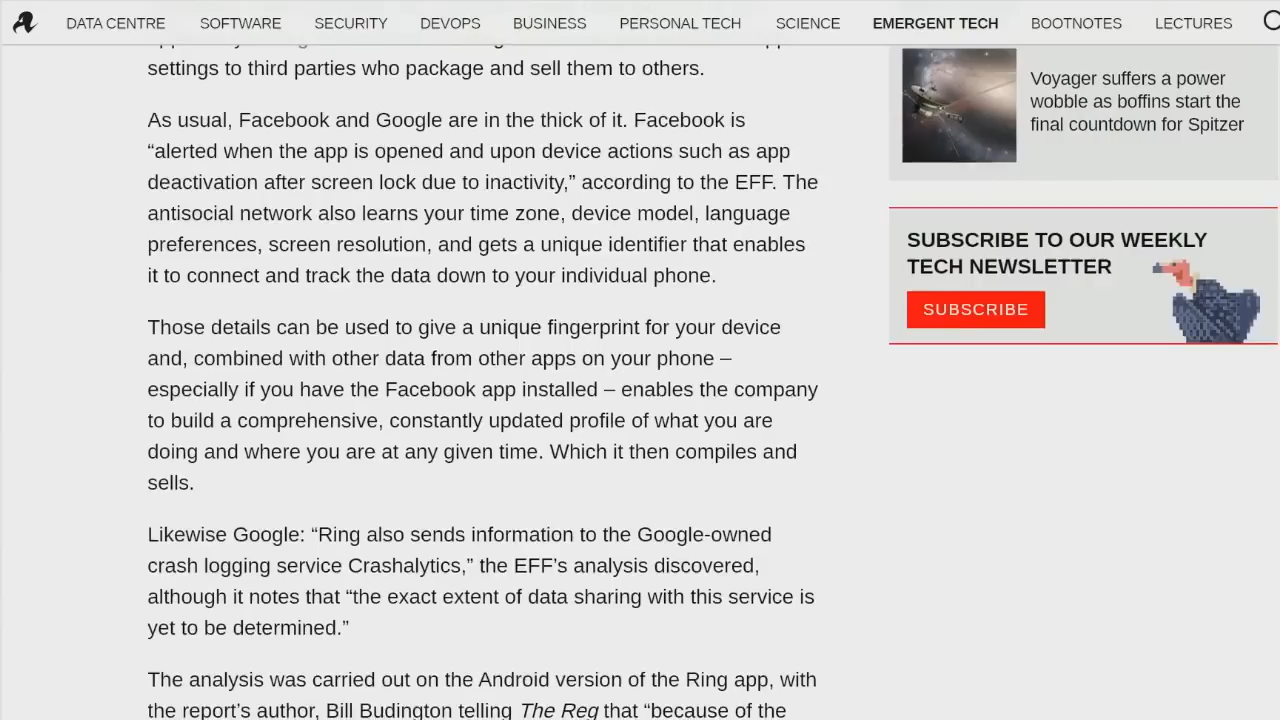 DATA CENTRE SOFTWARE SECURITY DEVOPS BUSINESS PERSONAL TECH SCIENCE EMERGENT TECH BOOTNOTES LECTURES
settings to third parties who package and sell them to others.
As usual, Facebook and Google are in the thick of it. Facebook is
“alerted when the app is opened and upon device actions such as app
deactivation after screen lock due to inactivity,” according to the EFF. The
antisocial network also learns your time zone, device model, language
preferences, screen resolution, and gets a unique identifier that enables
it to connect and track the data down to your individual phone.
Those details can be used to give a unique fingerprint for your device
and, combined with other data from other apps on your phone –
especially if you have the Facebook app installed – enables the company
to build a comprehensive, constantly updated profile of what you are
doing and where you are at any given time. Which it then compiles and
sells.
Likewise Google: “Ring also sends information to the Google-owned
crash logging service Crashalytics,” the EFF’s analysis discovered,
although it notes that “the exact extent of data sharing with this service is
yet to be determined.”
The analysis was carried out on the Android version of the Ring app, with
the report’s author, Bill Budington telling The Reg that “because of the
Voyager suffers a power
wobble as boffins start the
final countdown for Spitzer
SUBSCRIBE TO OUR WEEKLY
TECH NEWSLETTER
SUBSCRIBE